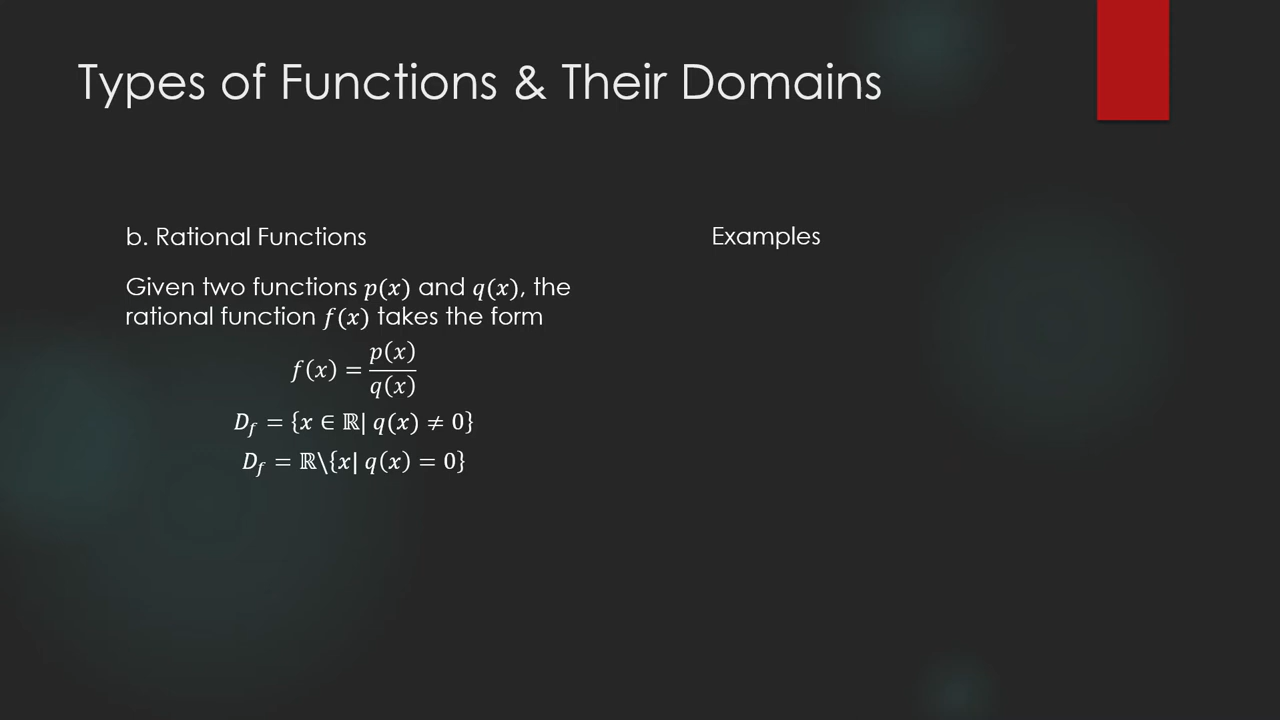 Types of Functions & Their Domains
b. Rational Functions
Examples
Given two functions p(x) and q(x), the
rational function f(x) takes the form
f(x) = p(x)/q(x)
D_f = {x ∈ ℝ| q(x) ≠ 0}
D_f = ℝ\{x| q(x) = 0}